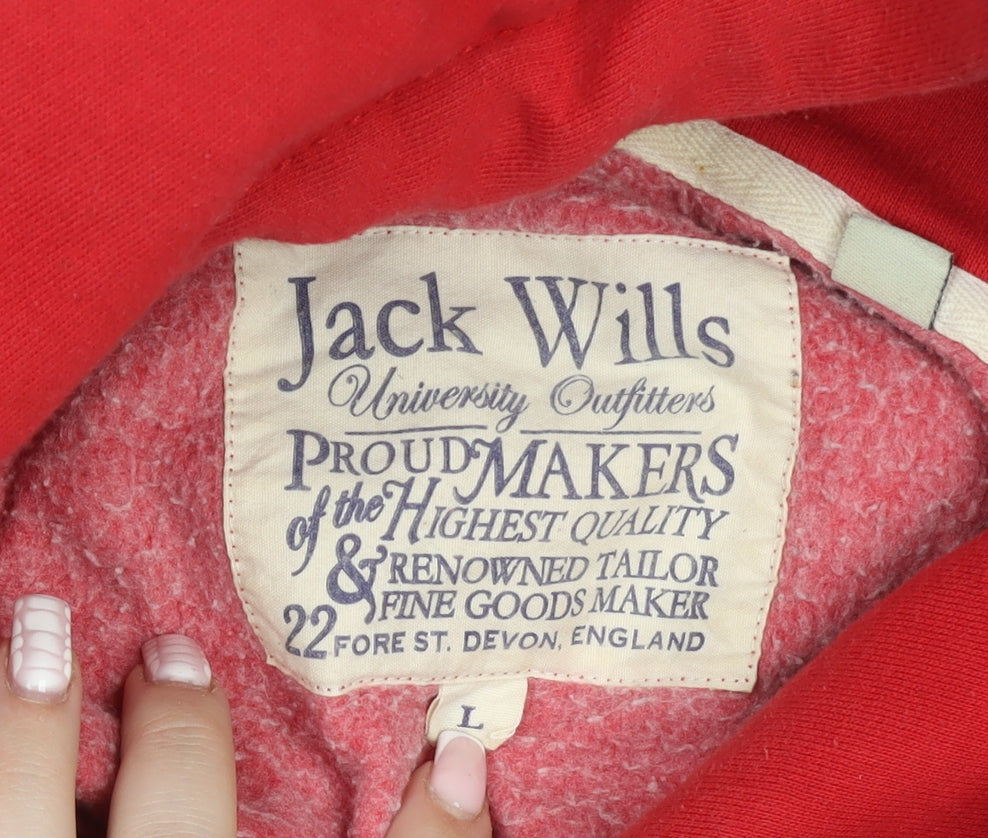 Jack Wills
University Outfitters
PROUD MAKERS
of the HIGHEST QUALITY
& RENOWNED TAILOR
FINE GOODS MAKER
22 FORE ST. DEVON, ENGLAND
L